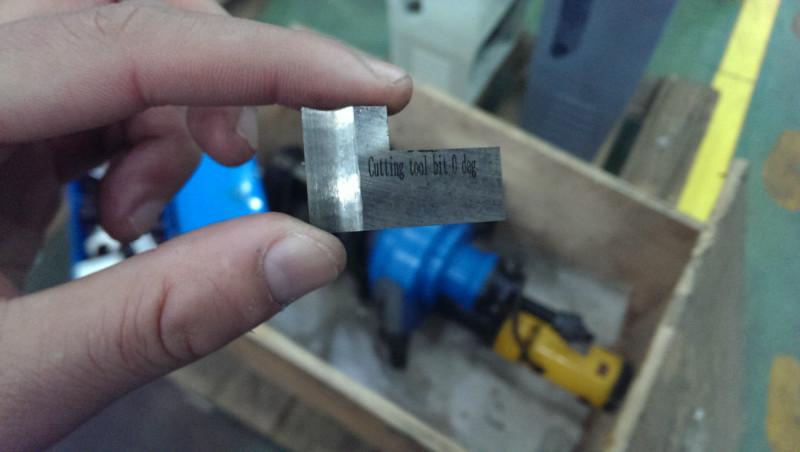 Cutting tool bit 0 deg